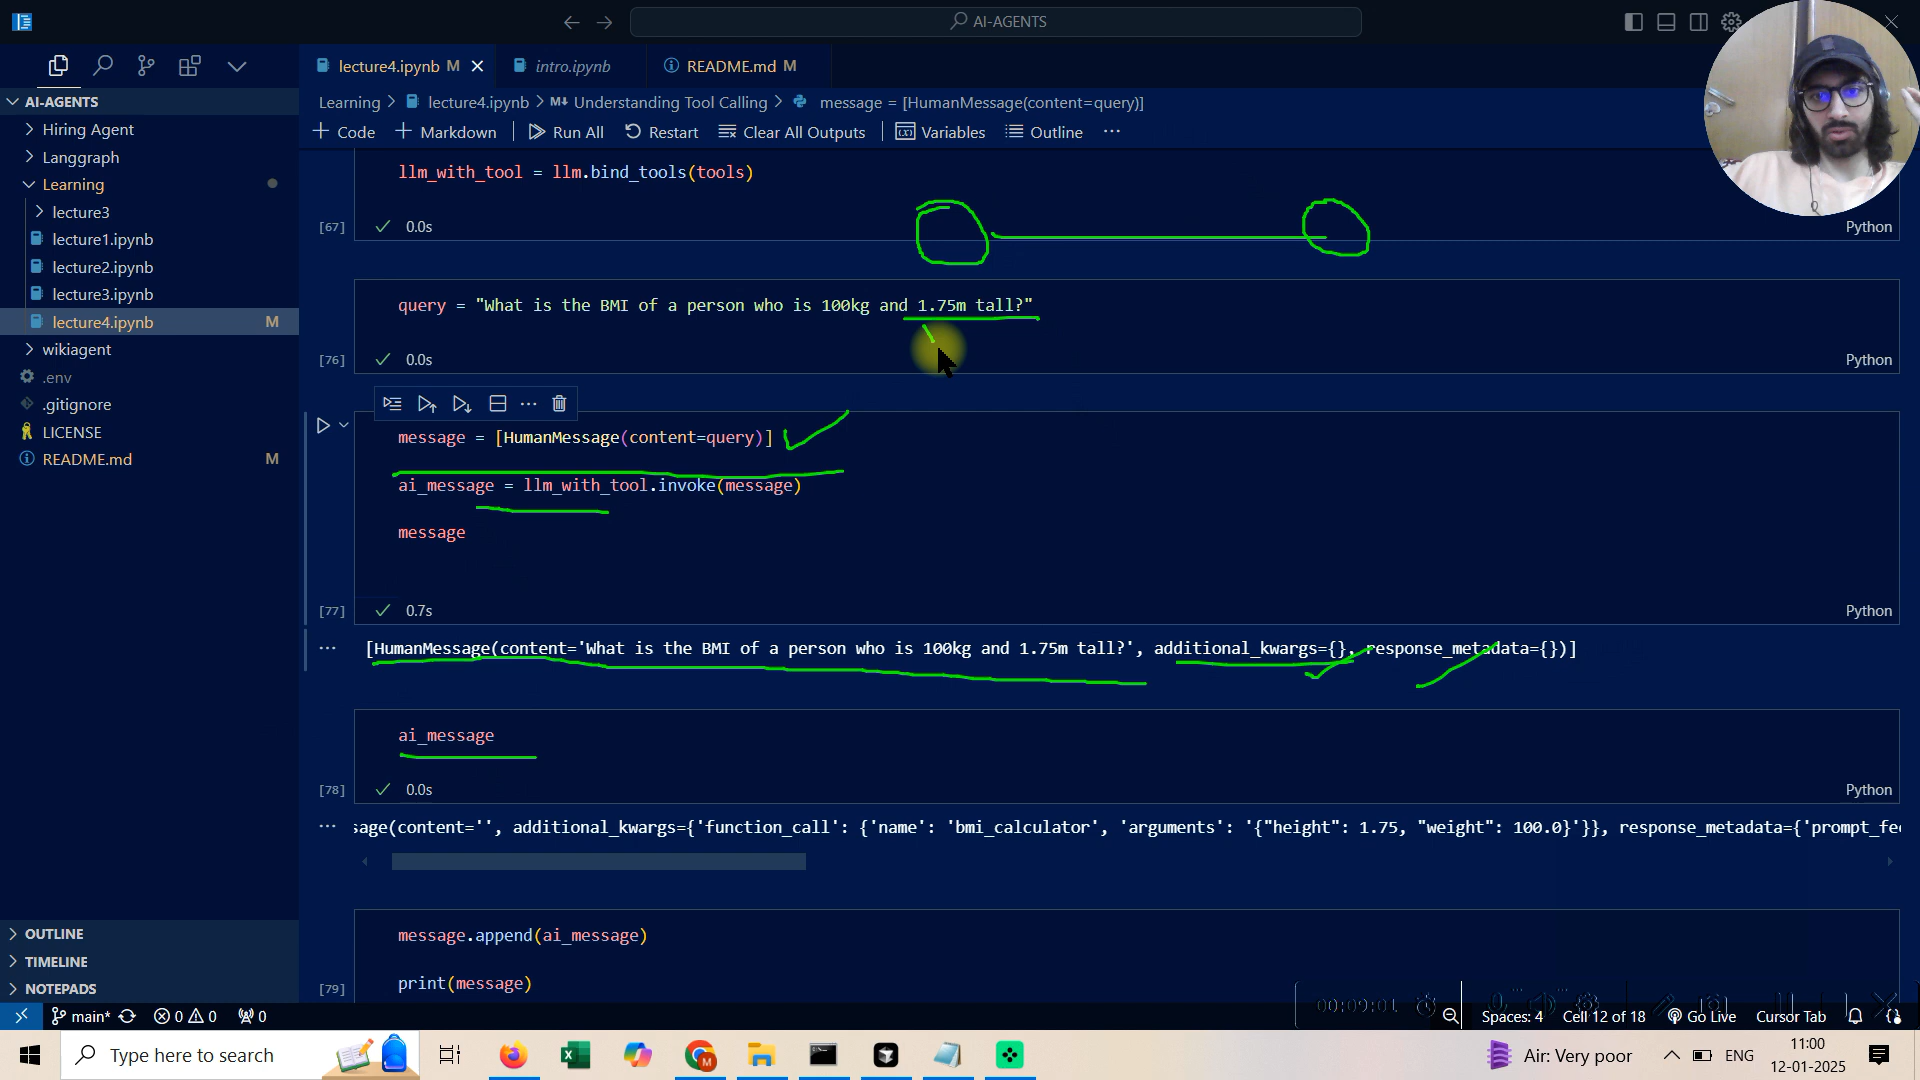 AI-AGENTS
lecture4.ipynb M
intro.ipynb
README.md M
AI-AGENTS
Hiring Agent
Langgraph
Learning
lecture3
lecture1.ipynb
lecture2.ipynb
lecture3.ipynb
lecture4.ipynb M
wikiagent
.env
.gitignore
LICENSE
README.md M
OUTLINE
TIMELINE
NOTEPADS
Learning > lecture4.ipynb > M↓ Understanding Tool Calling > message = [HumanMessage(content=query)]
+ Code + Markdown | Run All Restart Clear All Outputs | Variables Outline ...
llm_with_tool = llm.bind_tools(tools)
[67] ✓ 0.0s Python
query = "What is the BMI of a person who is 100kg and 1.75m tall?"
[76] ✓ 0.0s Python
message = [HumanMessage(content=query)]
ai_message = llm_with_tool.invoke(message)
message
[77] ✓ 0.7s Python
[HumanMessage(content='What is the BMI of a person who is 100kg and 1.75m tall?', additional_kwargs={}, response_metadata={})]
ai_message
[78] ✓ 0.0s Python
sage(content='', additional_kwargs={'function_call': {'name': 'bmi_calculator', 'arguments': '{"height": 1.75, "weight": 100.0}'}}, response_metadata={'prompt_fee
message.append(ai_message)
print(message)
[79]
00:09:01
main* 0 0 0 Spaces: 4 Cell 12 of 18 Go Live Cursor Tab
Type here to search
Air: Very poor ENG
11:00
12-01-2025